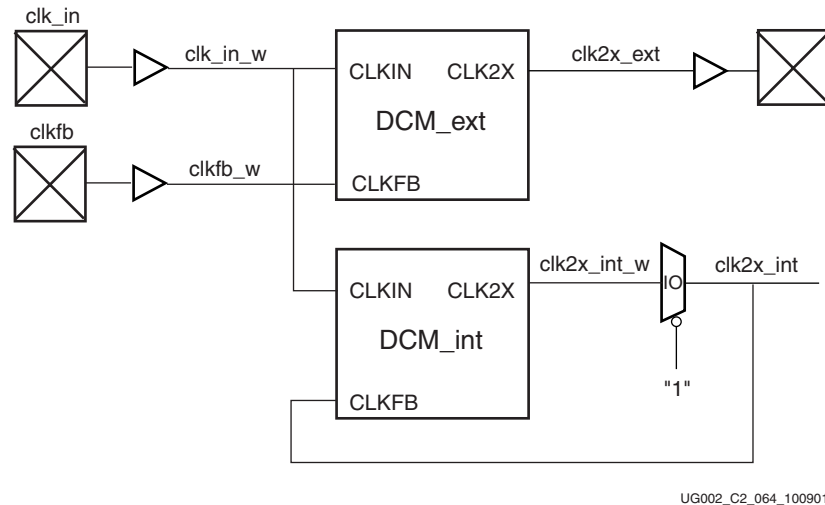 clk_in
clk_in_w
CLKIN CLK2X
clk2x_ext
DCM_ext
clkfb
clkfb_w
CLKFB
CLKIN CLK2X
clk2x_int_w
clk2x_int
IO
DCM_int
"1"
CLKFB
UG002_C2_064_100901